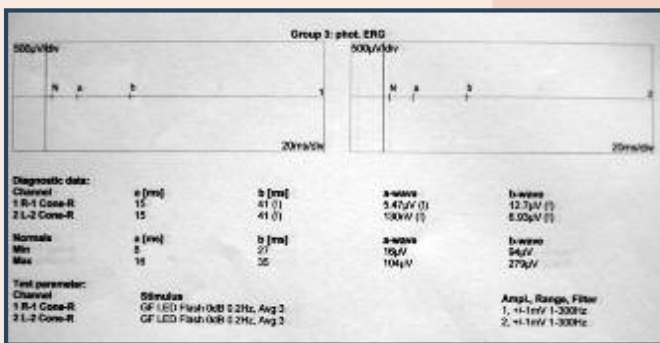 Group 3: phot. ERG
500µV/div 500µV/div
N a b 1 N a b 2
20ms/div 20ms/div
Diagnostic data:
Channel a [ms] b [ms] a-wave b-wave
1 R-1 Cone-R 15 41 (!) 5.47µV (!) 12.7µV (!)
2 L-2 Cone-R 15 41 (!) 130nV (!) 6.93µV (!)
Normals a [ms] b [ms] a-wave b-wave
Min 27 16µV 94µV
Max 35 104µV 279µV
Test parameter:
Channel Stimulus Ampl., Range, Filter
1 R-1 Cone-R GF LED Flash 0dB 0.2Hz, Avg 3 1, +/-1mV 1-300Hz
2 L-2 Cone-R GF LED Flash 0dB 0.2Hz, Avg 3 2, +/-1mV 1-300Hz